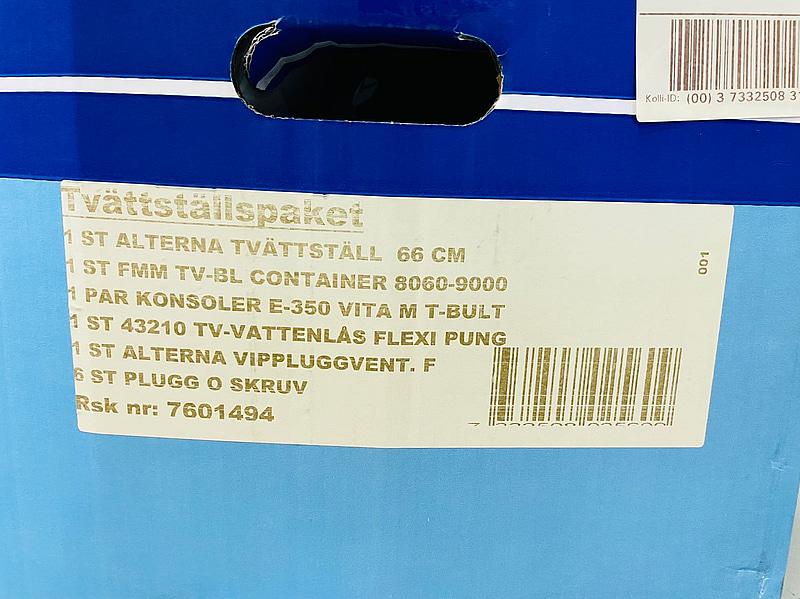 Kolli-ID: (00) 3 7332508 3
Tvättställspaket
1 ST ALTERNA TVÄTTSTÄLL 66 CM
1 ST FMM TV-BL CONTAINER 8060-9000
1 PAR KONSOLER E-350 VITA M T-BULT
1 ST 43210 TV-VATTENLÅS FLEXI PUNG
1 ST ALTERNA VIPPLUGGVENT. F
6 ST PLUGG O SKRUV
Rsk nr: 7601494
001